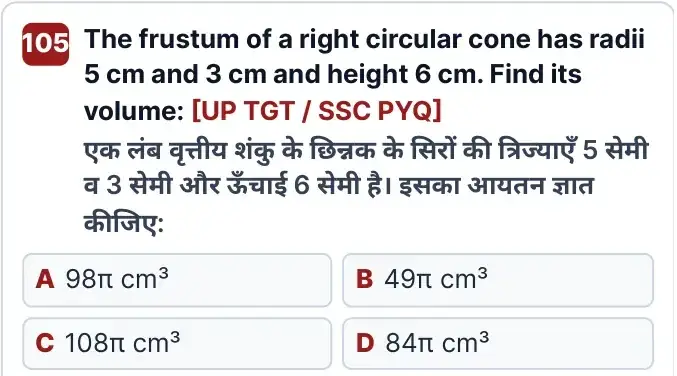 105 The frustum of a right circular cone has radii
5 cm and 3 cm and height 6 cm. Find its
volume: [UP TGT / SSC PYQ]
एक लंब वृत्तीय शंकु के छिन्नक के सिरों की त्रिज्याएँ 5 सेमी
व 3 सेमी और ऊँचाई 6 सेमी है। इसका आयतन ज्ञात
कीजिए:
A 98π cm³
B 49π cm³
C 108π cm³
D 84π cm³